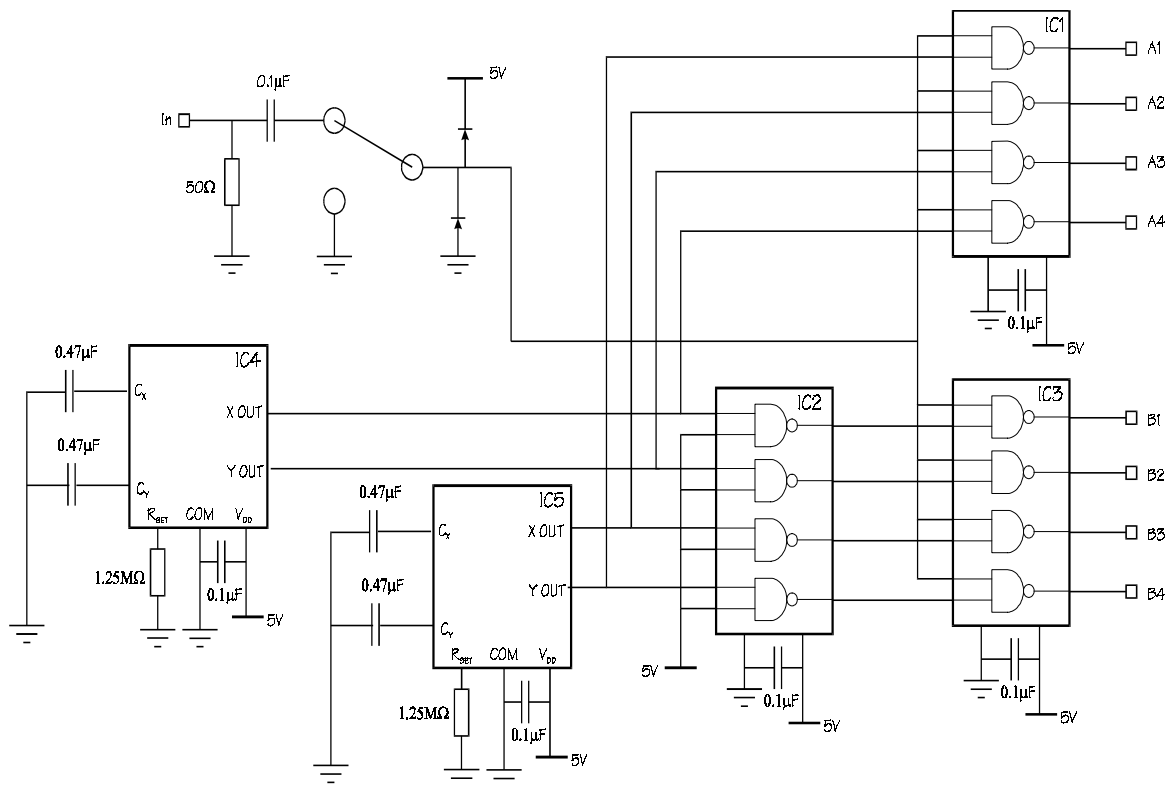 IC1
A1
A2
A3
A4
0.1µF
5V
5V
0.1µF
In
50Ω
IC4
0.47µF
CX
X OUT
0.47µF
Y OUT
CY
RSET COM VDD
1.25MΩ
0.1µF
5V
IC5
0.47µF
CX
X OUT
0.47µF
Y OUT
CY
RSET COM VDD
1.25MΩ
0.1µF
5V
IC2
5V
0.1µF
5V
IC3
B1
B2
B3
B4
0.1µF
5V